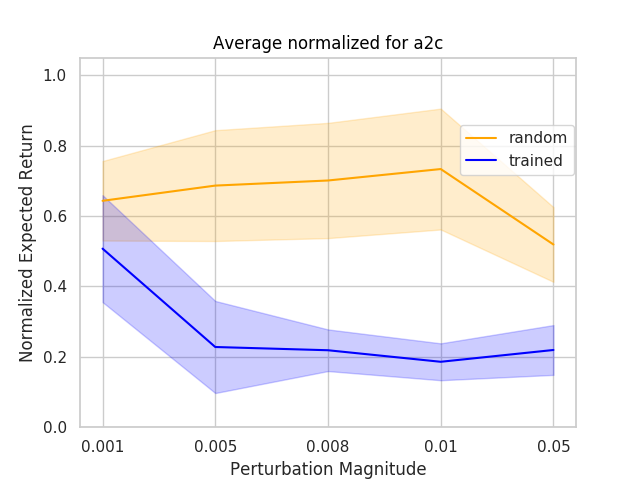 Average normalized for a2c
Normalized Expected Return
1.0
0.8
0.6
0.4
0.2
0.0
random
trained
0.001 0.005 0.008 0.01 0.05
Perturbation Magnitude